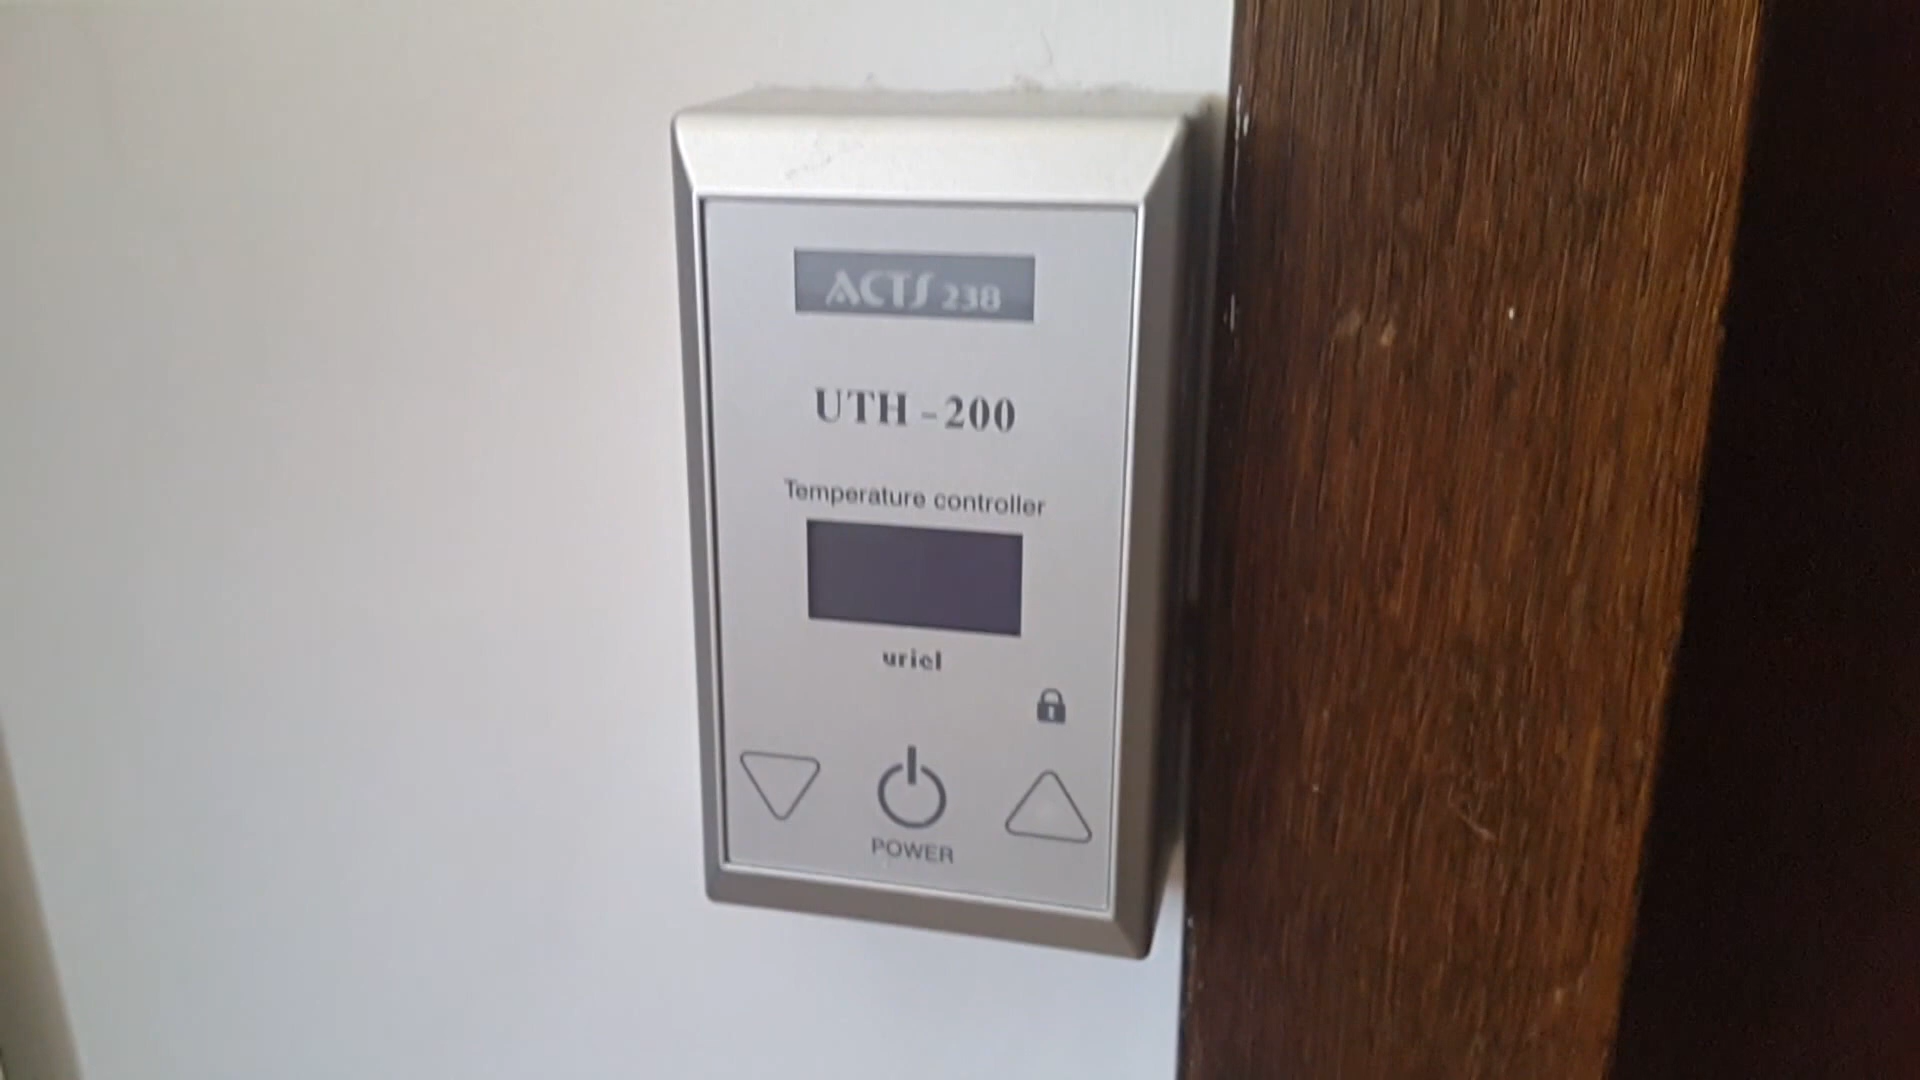 ACTS 238
UTH-200
Temperature controller
uriel
POWER